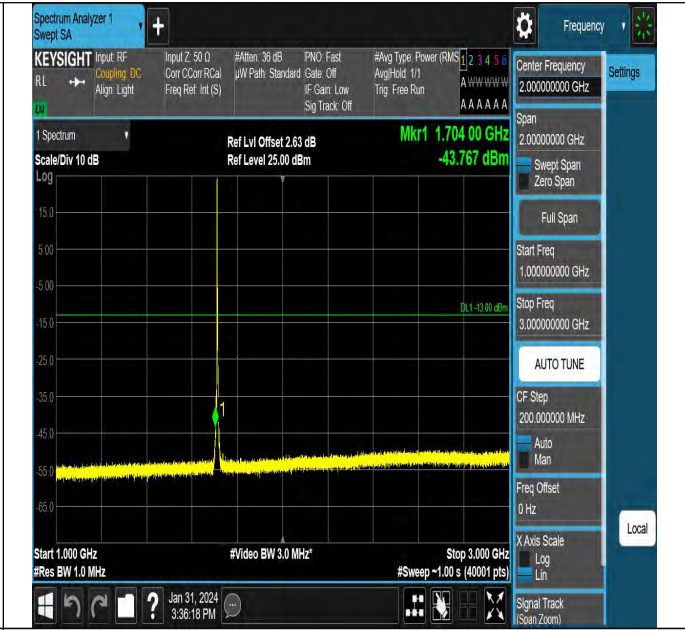 Spectrum Analyzer 1
Swept SA
Frequency
KEYSIGHT
RL
Input: RF
Coupling: DC
Align: Light
Input Z: 50 Ω
Corr CCorr RCal
Freq Ref: Int (S)
#Atten: 36 dB
µW Path: Standard
PNO: Fast
Gate: Off
IF Gain: Low
Sig Track: Off
#Avg Type: Power (RMS
Avg|Hold: 1/1
Trig: Free Run
1 2 3 4 5 6
A W W W W W
A A A A A A
1 Spectrum
Scale/Div 10 dB
Log
Ref Lvl Offset 2.63 dB
Ref Level 25.00 dBm
Mkr1 1.704 00 GHz
-43.767 dBm
15.0
5.00
-5.00
-15.0
-25.0
-35.0
-45.0
-55.0
-65.0
DL1 -13.00 dBm
1
Start 1.000 GHz
#Res BW 1.0 MHz
#Video BW 3.0 MHz*
Stop 3.000 GHz
#Sweep ~1.00 s (40001 pts)
Jan 31, 2024
3:36:18 PM
Center Frequency
2.000000000 GHz
Settings
Span
2.00000000 GHz
Swept Span
Zero Span
Full Span
Start Freq
1.000000000 GHz
Stop Freq
3.000000000 GHz
AUTO TUNE
CF Step
200.000000 MHz
Auto
Man
Freq Offset
0 Hz
X Axis Scale
Log
Lin
Local
Signal Track
(Span Zoom)